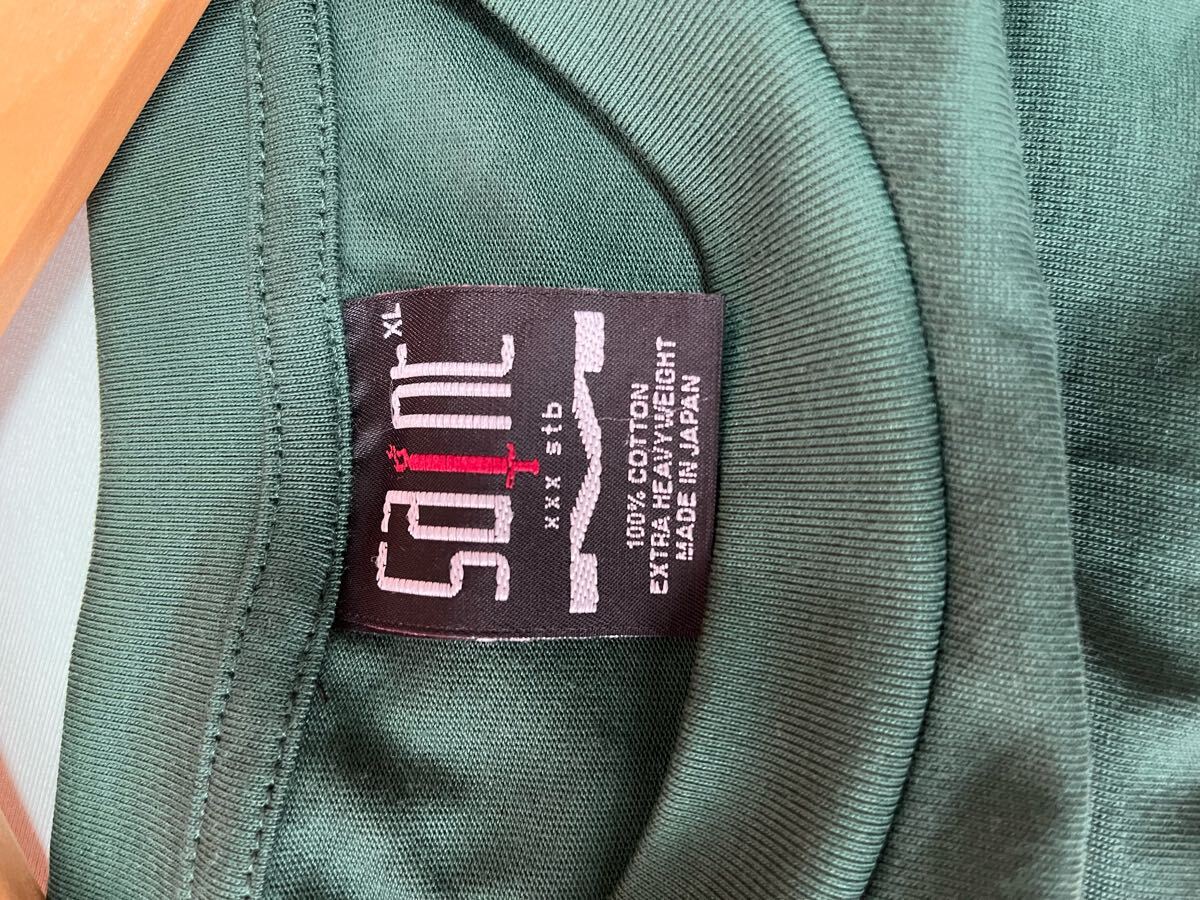 SaINT XL
xxx stb
100% COTTON
EXTRA HEAVYWEIGHT
MADE IN JAPAN